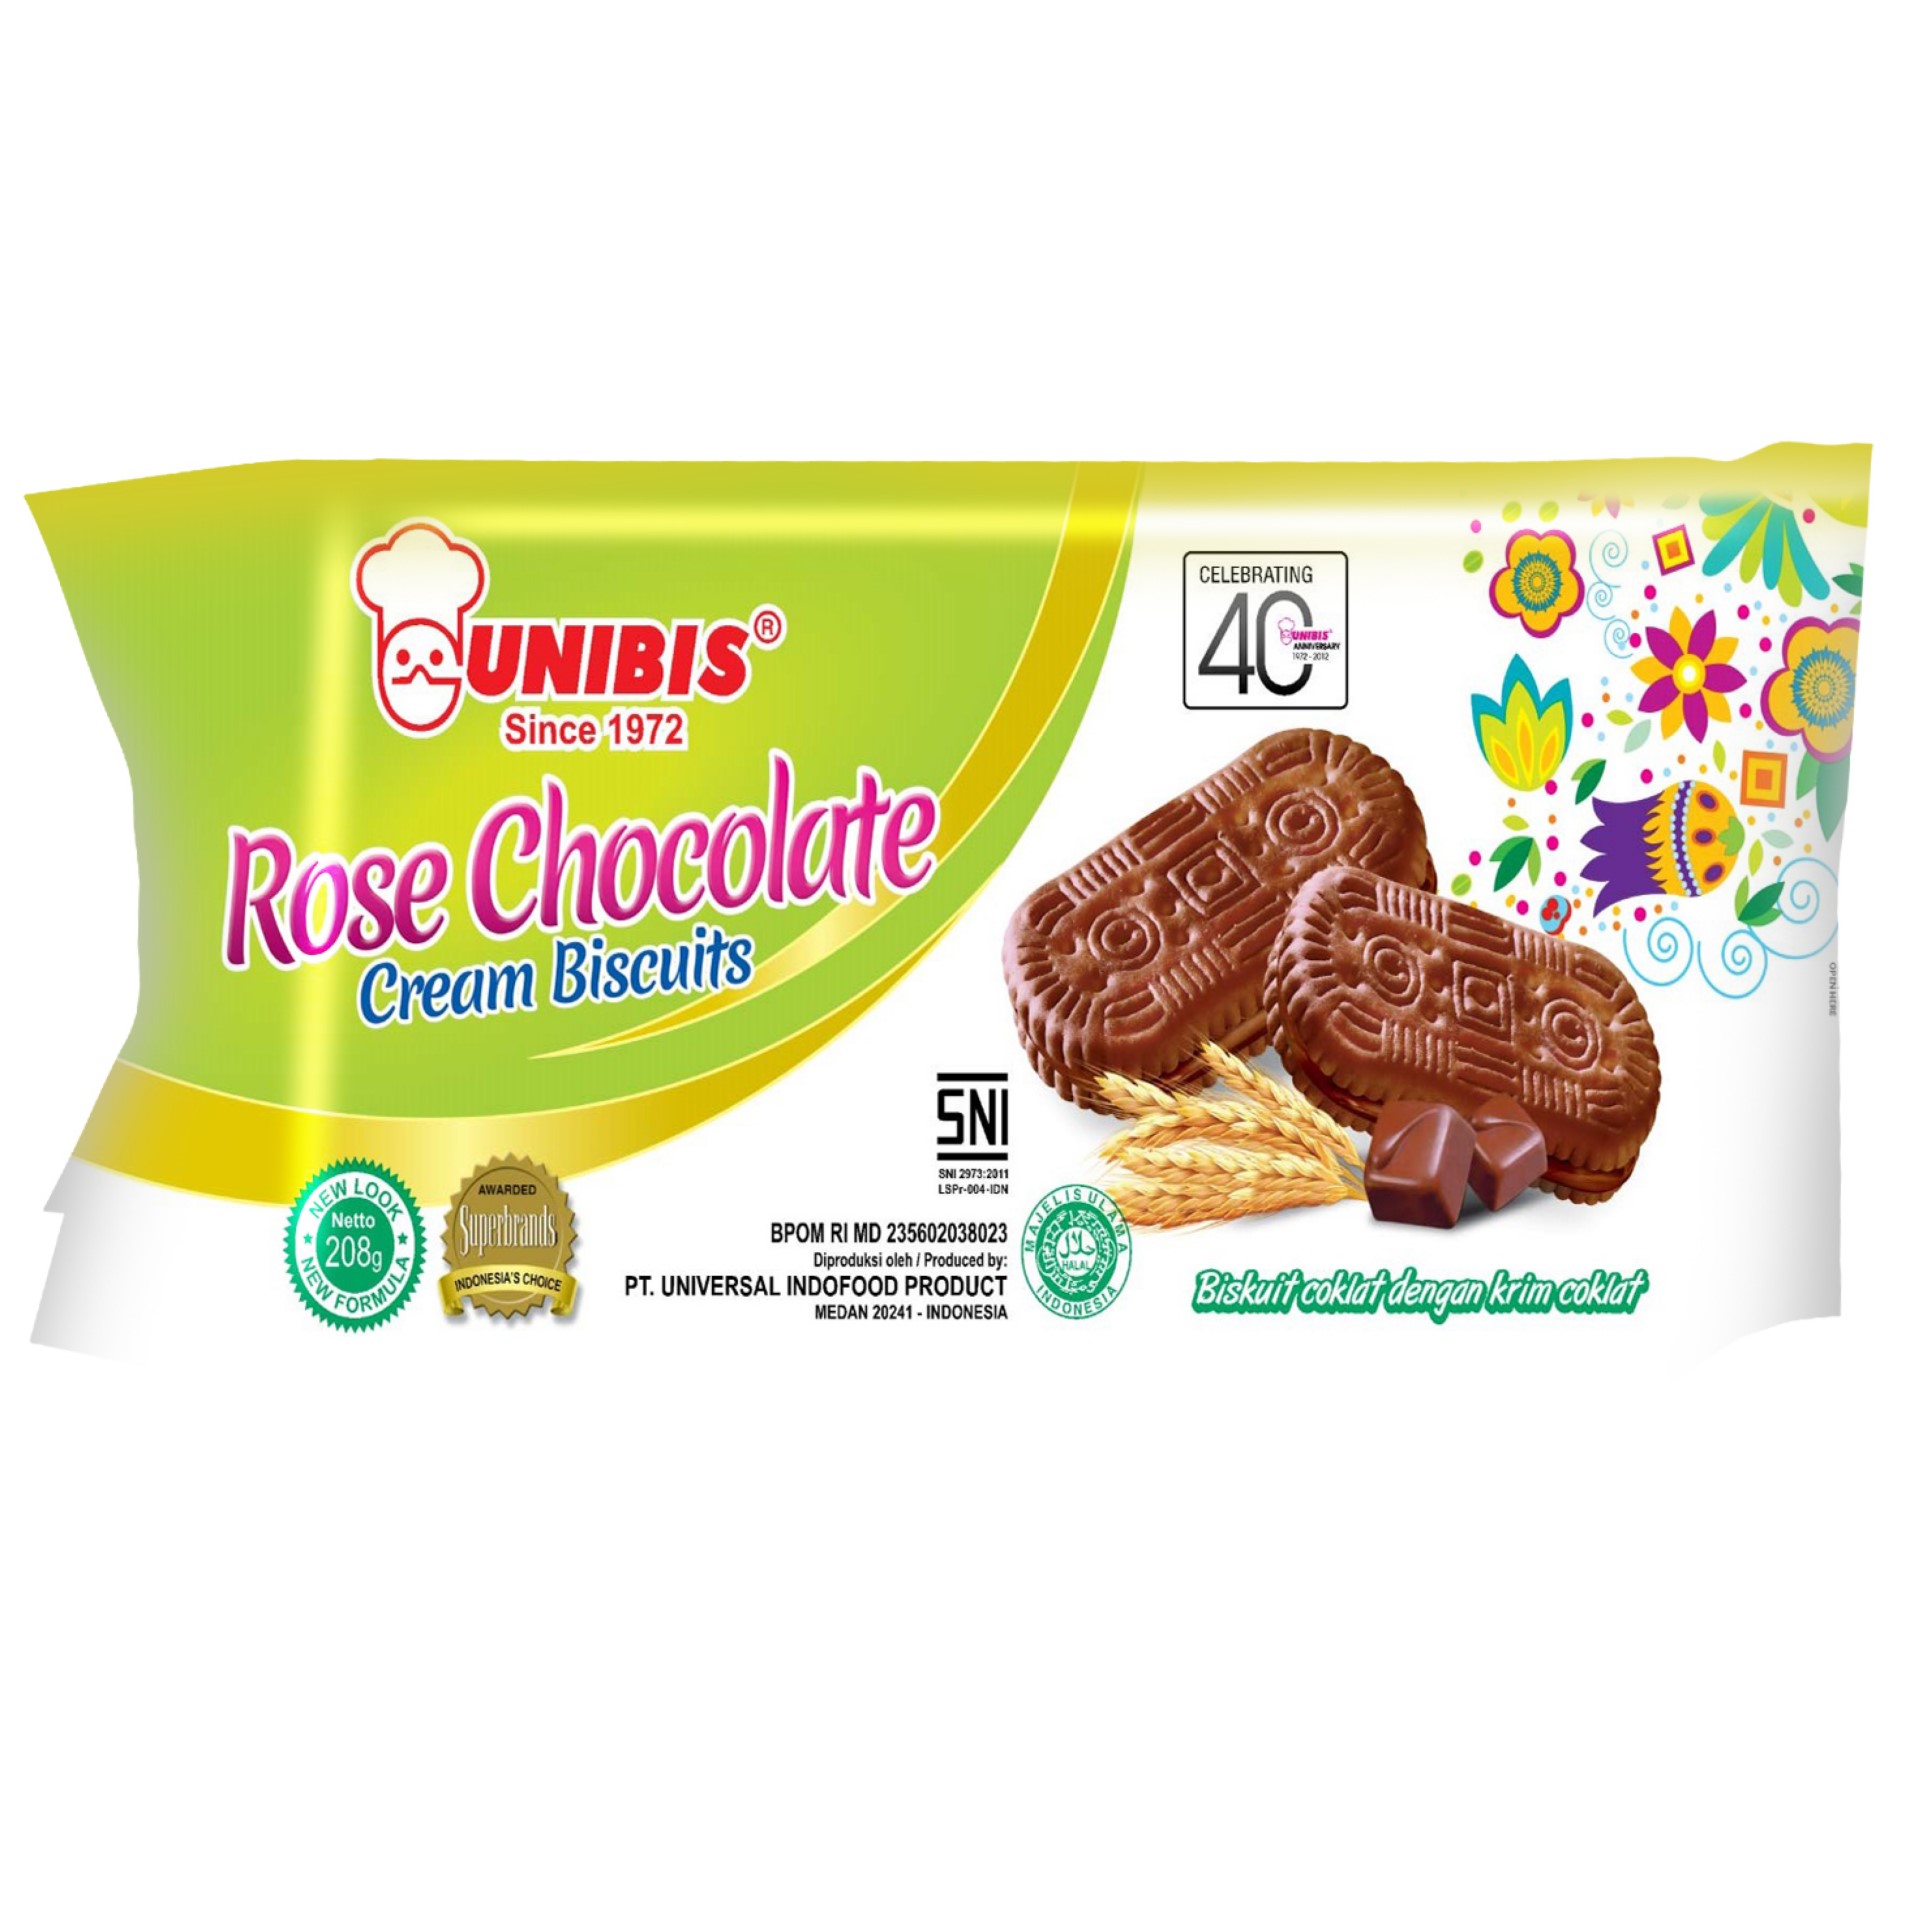 UNIBIS®
Since 1972
Rose Chocolate
Cream Biscuits
CELEBRATING
40
UNIBIS
ANNIVERSARY
1972 - 2012
OPEN HERE
SNI
SNI 2973:2011
LSPr-004-IDN
NEW LOOK
Netto
208g
NEW FORMULA
AWARDED
Superbrands
INDONESIA'S CHOICE
BPOM RI MD 235602038023
Diproduksi oleh / Produced by:
PT. UNIVERSAL INDOFOOD PRODUCT
MEDAN 20241 - INDONESIA
MAJELIS ULAMA
حلال
HALAL
INDONESIA
Biskuit coklat dengan krim coklat